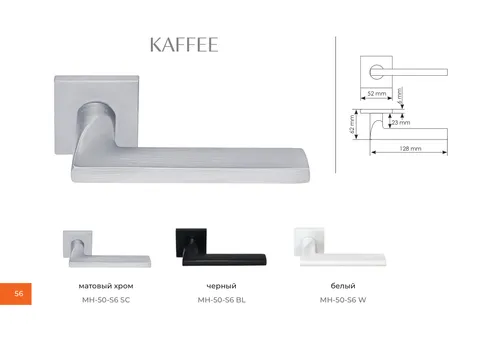 KAFFEE
52 mm
6 mm
62 mm
23 mm
128 mm
матовый хром
MH-50-S6 SC
черный
MH-50-S6 BL
белый
MH-50-S6 W
56